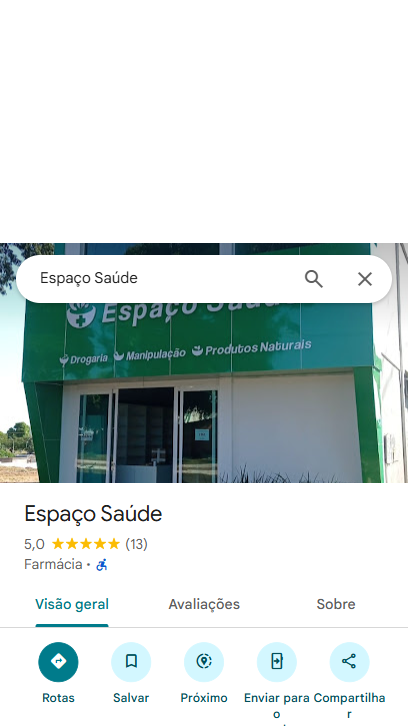 Espaço Saúde
Espaço Saúde
Drogaria Manipulação Produtos Naturais
Espaço Saúde
5,0 (13)
Farmácia ·
Visão geral Avaliações Sobre
Rotas Salvar Próximo Enviar para o Compartilhar